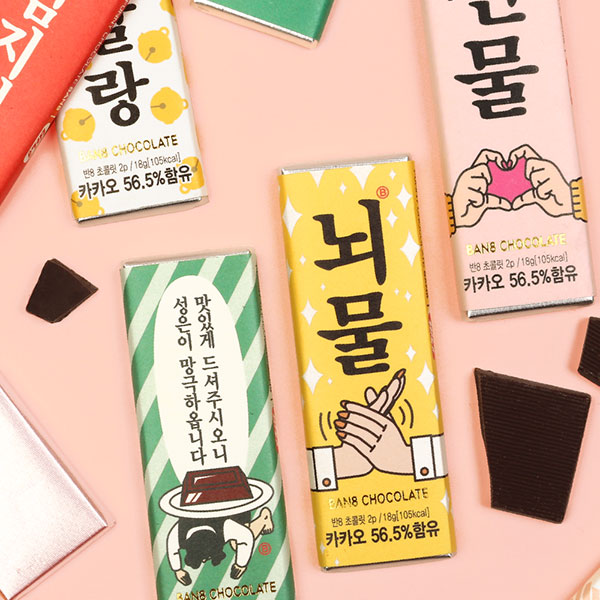 랑
BAN8 CHOCOLATE
반8 초콜릿 2p / 18g[105kcal]
카카오 56.5%함유
물
BAN8 CHOCOLATE
반8 초콜릿 2p / 18g[105kcal]
카카오 56.5%함유
맛있게 드셔주시오니
성은이 망극하옵니다
BAN8 CHOCOLATE
뇌물
BAN8 CHOCOLATE
반8 초콜릿 2p / 18g[105kcal]
카카오 56.5%함유